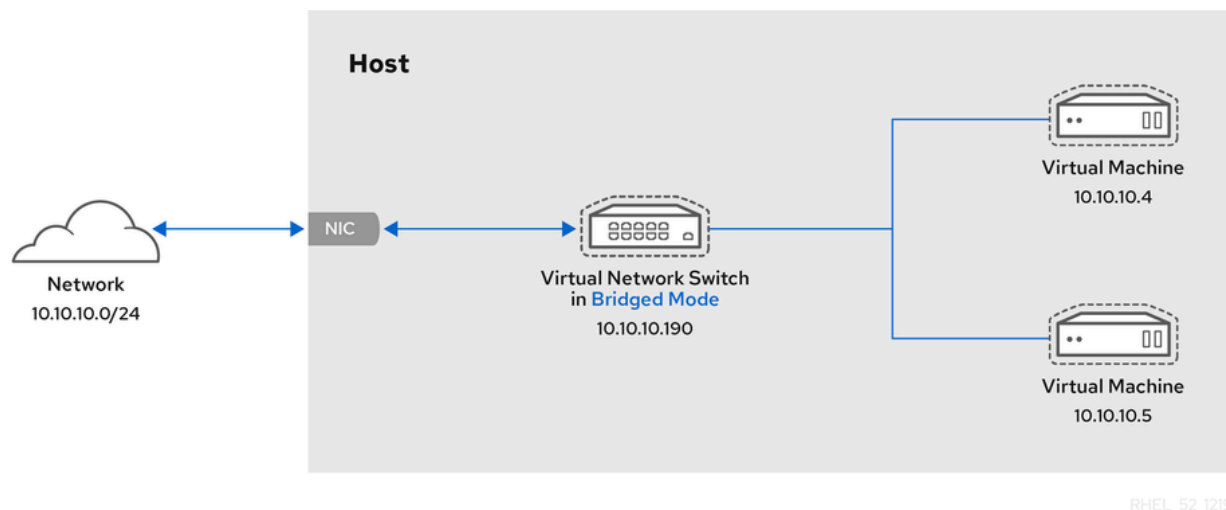 Host
NIC
Network
10.10.10.0/24
Virtual Network Switch
in Bridged Mode
10.10.10.190
Virtual Machine
10.10.10.4
Virtual Machine
10.10.10.5
RHEL_52_1219